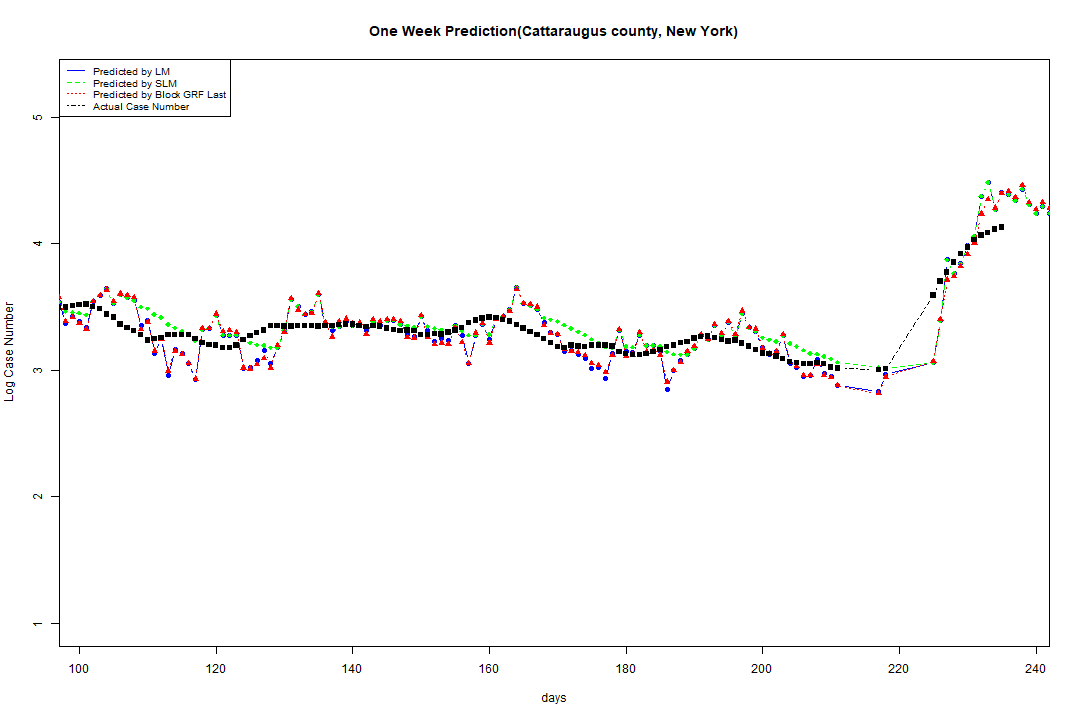 One Week Prediction(Cattaraugus county, New York)
Predicted by LM
Predicted by SLM
Predicted by Block GRF Last
Actual Case Number
Log Case Number
5
4
3
2
1
100 120 140 160 180 200 220 240
days